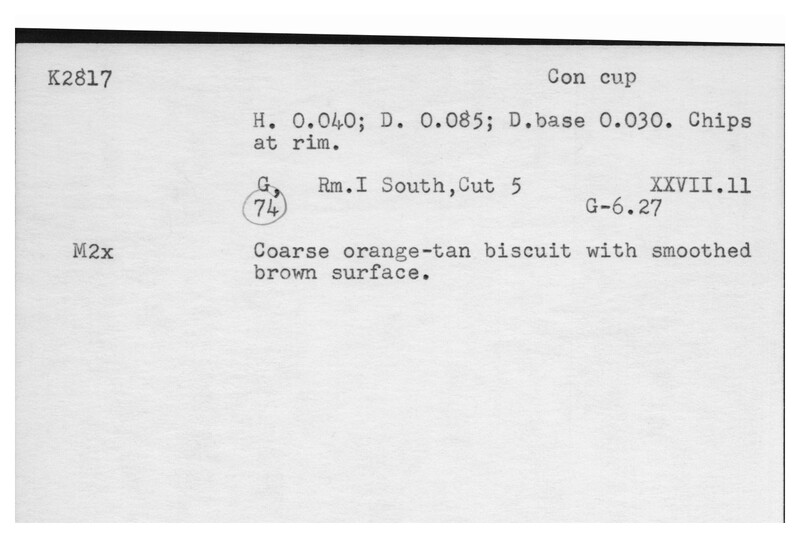 K2817 Con cup
H. 0.040; D. 0.085; D.base 0.030. Chips
at rim.
G, Rm.I South,Cut 5 XXVII.11
74 G-6.27
M2x Coarse orange-tan biscuit with smoothed
brown surface.